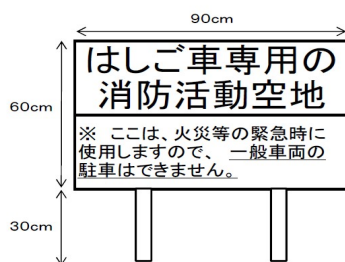 90cm
60cm
はしご車専用の
消防活動空地
※ ここは、火災等の緊急時に
使用しますので、 一般車両の
駐車はできません。
30cm